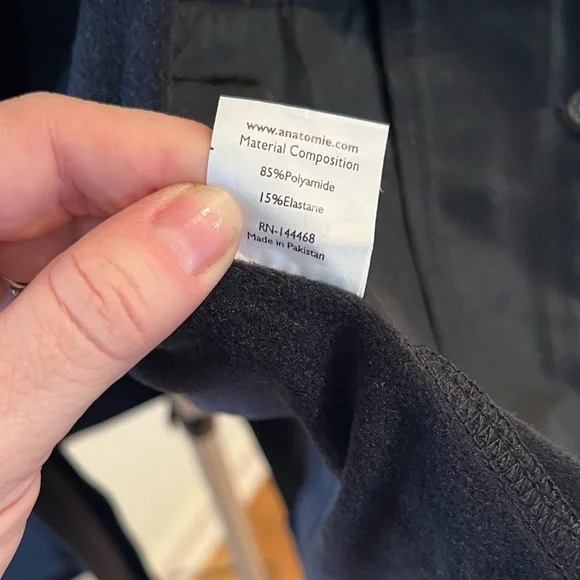 www.anatomie.com
Material Composition
85%Polyamide
15%Elastane
RN-144468
Made in Pakistan